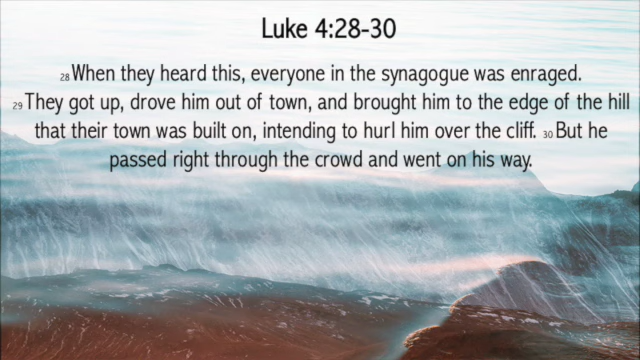 Luke 4:28-30
28 When they heard this, everyone in the synagogue was enraged.
29 They got up, drove him out of town, and brought him to the edge of the hill
that their town was built on, intending to hurl him over the cliff. 30 But he
passed right through the crowd and went on his way.